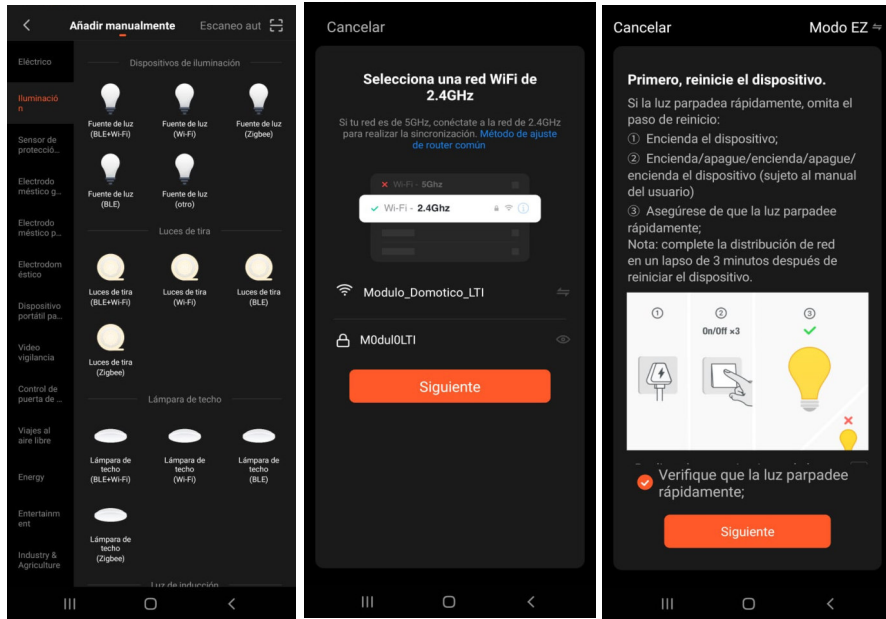 Añadir manualmente
Escaneo aut
Eléctrico
Iluminació
n
Sensor de
protecció...
Electrodo
méstico g...
Electrodo
méstico p...
Electrodom
éstico
Dispositivo
portátil pa...
Video
vigilancia
Control de
puerta de ...
Viajes al
aire libre
Energy
Entertainm
ent
Industry &
Agriculture
Dispositivos de iluminación
Fuente de luz
(BLE+Wi-Fi)
Fuente de luz
(Wi-Fi)
Fuente de luz
(Zigbee)
Fuente de luz
(BLE)
Fuente de luz
(otro)
Luces de tira
Luces de tira
(BLE+Wi-Fi)
Luces de tira
(Wi-Fi)
Luces de tira
(BLE)
Luces de tira
(Zigbee)
Lámpara de techo
Lámpara de
techo
(BLE+Wi-Fi)
Lámpara de
techo
(Wi-Fi)
Lámpara de
techo
(BLE)
Lámpara de
techo
(Zigbee)
Luz de inducción
Cancelar
Selecciona una red WiFi de
2.4GHz
Si tu red es de 5GHz, conéctate a la red de 2.4GHz
para realizar la sincronización. Método de ajuste
de router común
Wi-Fi - 5Ghz
Wi-Fi - 2.4Ghz
Modulo_Domotico_LTI
M0dul0LTI
Siguiente
Cancelar
Modo EZ
Primero, reinicie el dispositivo.
Si la luz parpadea rápidamente, omita el
paso de reinicio:
① Encienda el dispositivo;
② Encienda/apague/encienda/apague/
encienda el dispositivo (sujeto al manual
del usuario)
③ Asegúrese de que la luz parpadee
rápidamente;
Nota: complete la distribución de red
en un lapso de 3 minutos después de
reiniciar el dispositivo.
①
②
On/Off ×3
③
Verifique que la luz parpadee
rápidamente;
Siguiente